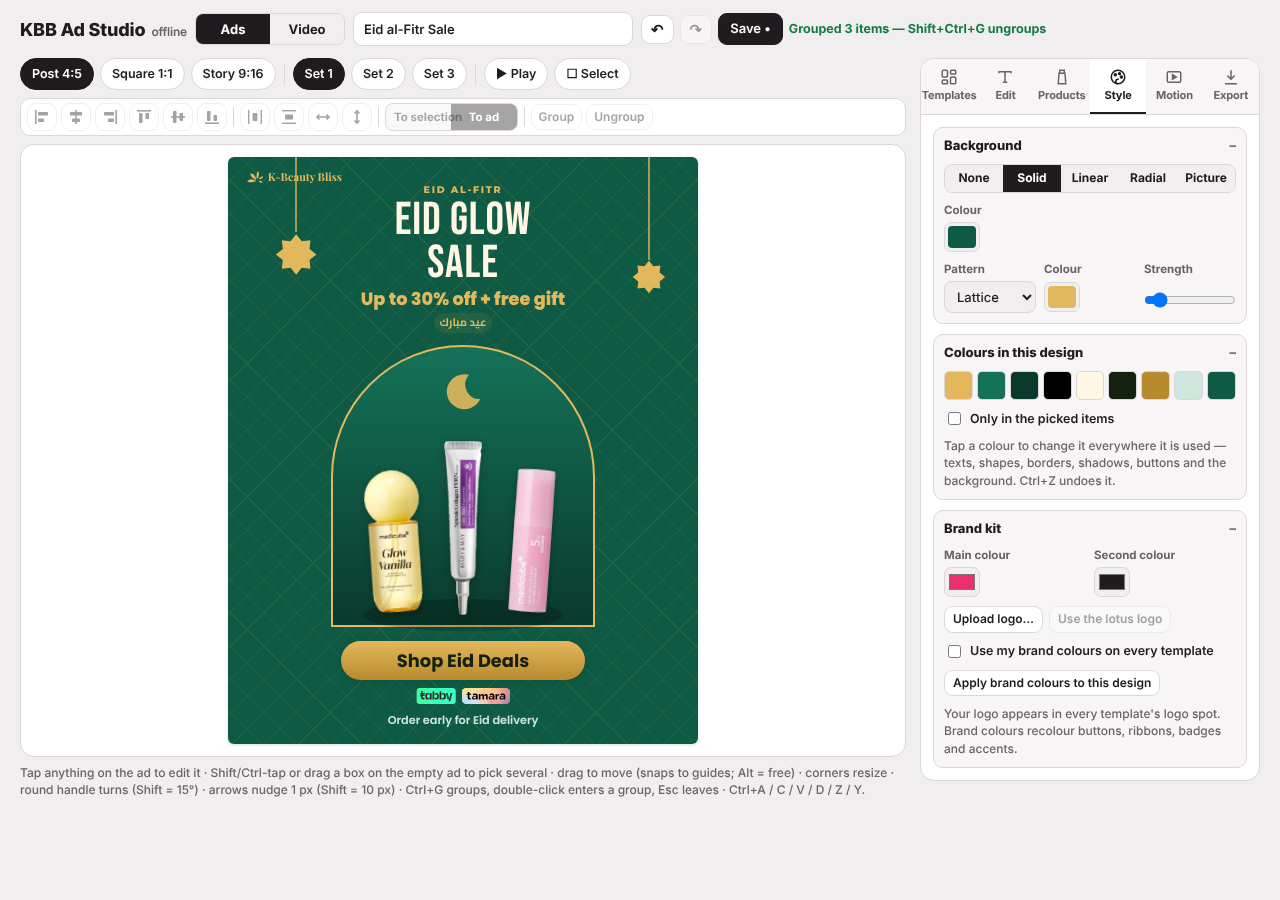 KBB Ad Studio offline Ads Video Eid al-Fitr Sale Save • Grouped 3 items — Shift+Ctrl+G ungroups
Post 4:5 Square 1:1 Story 9:16 Set 1 Set 2 Set 3 ▶ Play ☐ Select
To selection To ad Group Ungroup
K-Beauty Bliss
EID AL-FITR
EID GLOW
SALE
Up to 30% off + free gift
عيد مبارك
medicube
Glow
Vanilla
MARY&MAY
medicube
Shop Eid Deals
tabby tamara
Order early for Eid delivery
Tap anything on the ad to edit it · Shift/Ctrl-tap or drag a box on the empty ad to pick several · drag to move (snaps to guides; Alt = free) · corners resize ·
round handle turns (Shift = 15°) · arrows nudge 1 px (Shift = 10 px) · Ctrl+G groups, double-click enters a group, Esc leaves · Ctrl+A / C / V / D / Z / Y.
Templates Edit Products Style Motion Export
Background –
None Solid Linear Radial Picture
Colour
Pattern Colour Strength
Lattice
Colours in this design –
Only in the picked items
Tap a colour to change it everywhere it is used —
texts, shapes, borders, shadows, buttons and the
background. Ctrl+Z undoes it.
Brand kit –
Main colour Second colour
Upload logo... Use the lotus logo
Use my brand colours on every template
Apply brand colours to this design
Your logo appears in every template's logo spot.
Brand colours recolour buttons, ribbons, badges
and accents.